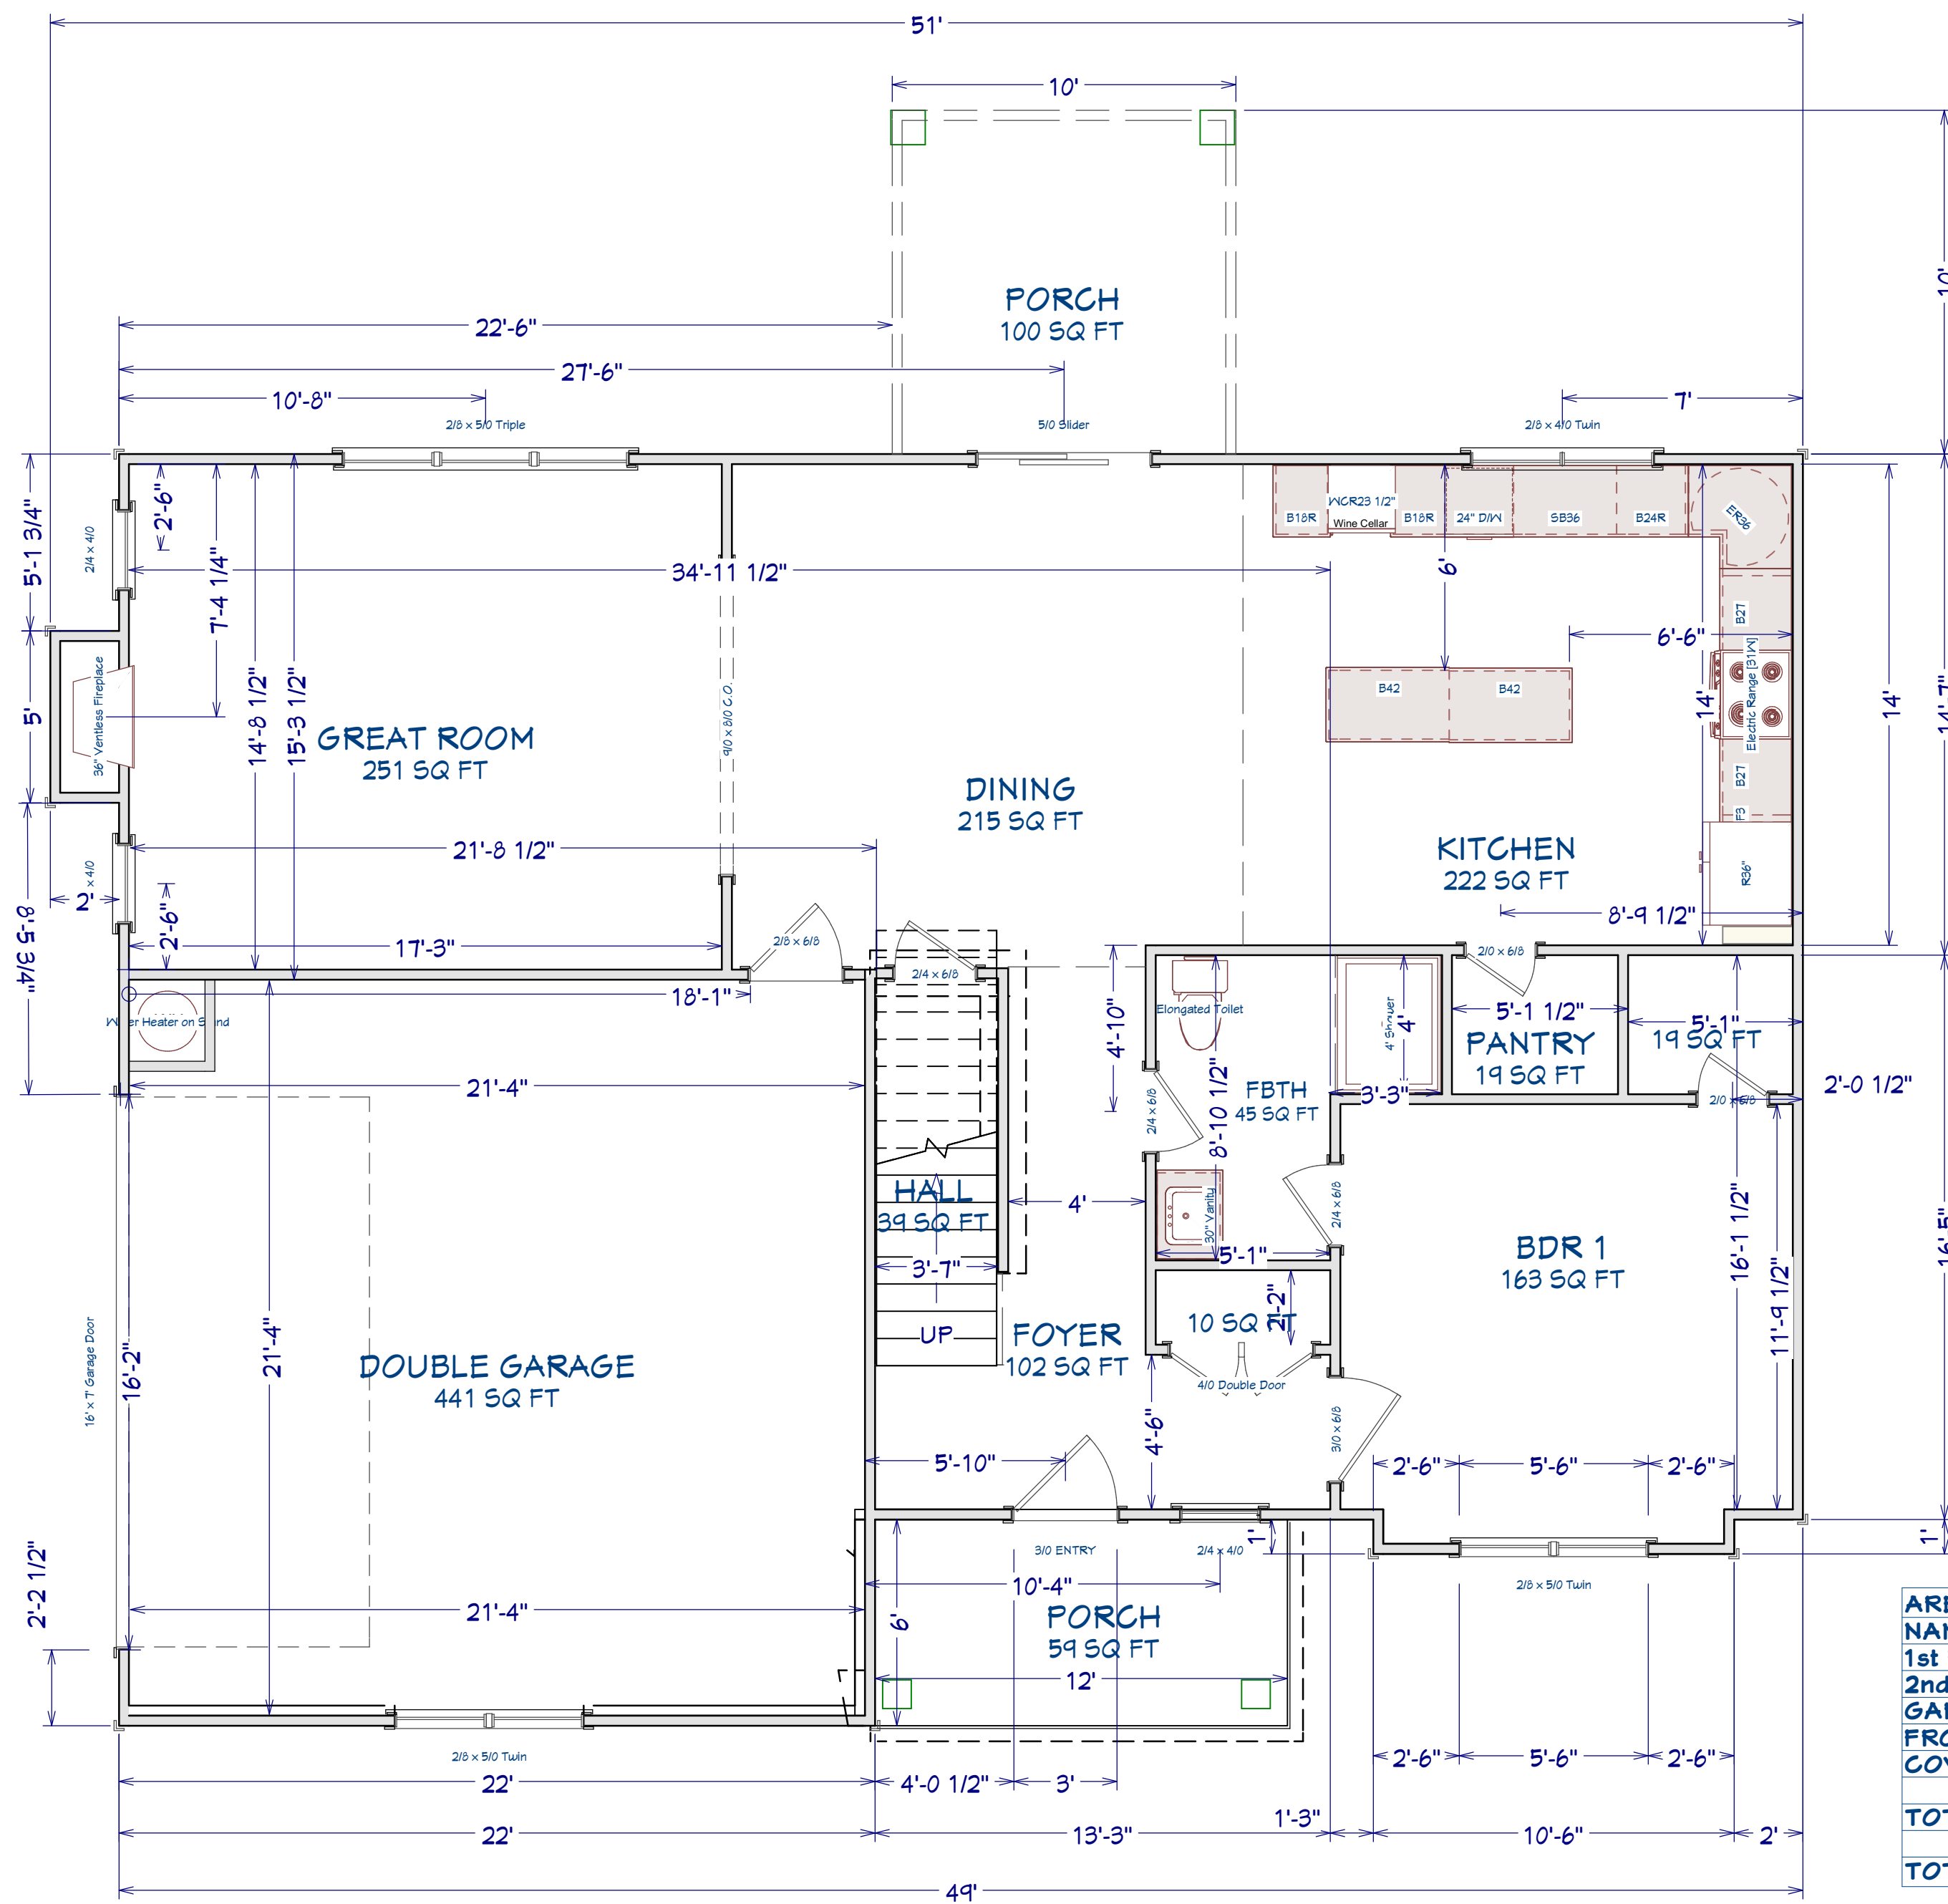 51'
10'
PORCH
100 SQ FT
10'
22'-6"
27'-6"
10'-8"
7'
2/8 x 5/0 Triple
5/0 Slider
2/8 x 4/0 Twin
5'-1 3/4"
2/4 x 4/0
2'-6"
7'-4 1/4"
34'-11 1/2"
B18R
WCR23 1/2"
Wine Cellar
B18R
24" D/W
SB36
B24R
ER36
6'
B27
6'-6"
Electric Range [31W]
B42
B42
14'
14'
14'-7"
5'
36" Ventless Fireplace
14'-8 1/2"
15'-3 1/2"
GREAT ROOM
251 SQ FT
9/0 x 8/0 C.O.
DINING
215 SQ FT
B27
F3
KITCHEN
222 SQ FT
R36"
21'-8 1/2"
x 4/0
2'
8'-5 3/4"
2'-6"
17'-3"
2/8 x 6/8
2/4 x 6/8
8'-9 1/2"
2/0 x 6/8
18'-1"
Heater on
21'-4"
4'-10"
Elongated Toilet
8'-10 1/2"
4' Shower
4'
5'-1 1/2"
PANTRY
19 SQ FT
5'-1"
19 SQ FT
2/0 x 6/8
2'-0 1/2"
FBTH
45 SQ FT
3'-3"
2/4 x 6/8
HALL
39 SQ FT
4'
30" Vanity
2/4 x 6/8
5'-1"
3'-7"
BDR 1
163 SQ FT
16'-1 1/2"
11'-9 1/2"
16'-5"
UP
FOYER
102 SQ FT
10 SQ FT
2'-2"
4/0 Double Door
16' x 7' Garage Door
16'-2"
21'-4"
DOUBLE GARAGE
441 SQ FT
4'-6"
5'-10"
3/0 x 6/8
2'-6"
5'-6"
2'-6"
3/0 ENTRY
2/4 x 4/0
1'
1'
2/8 x 5/0 Twin
2'-2 1/2"
21'-4"
6'
10'-4"
PORCH
59 SQ FT
12'
2/8 x 5/0 Twin
2'-6"
5'-6"
2'-6"
22'
4'-0 1/2"
3'
22'
13'-3"
1'-3"
10'-6"
2'
49'
1st
2nd